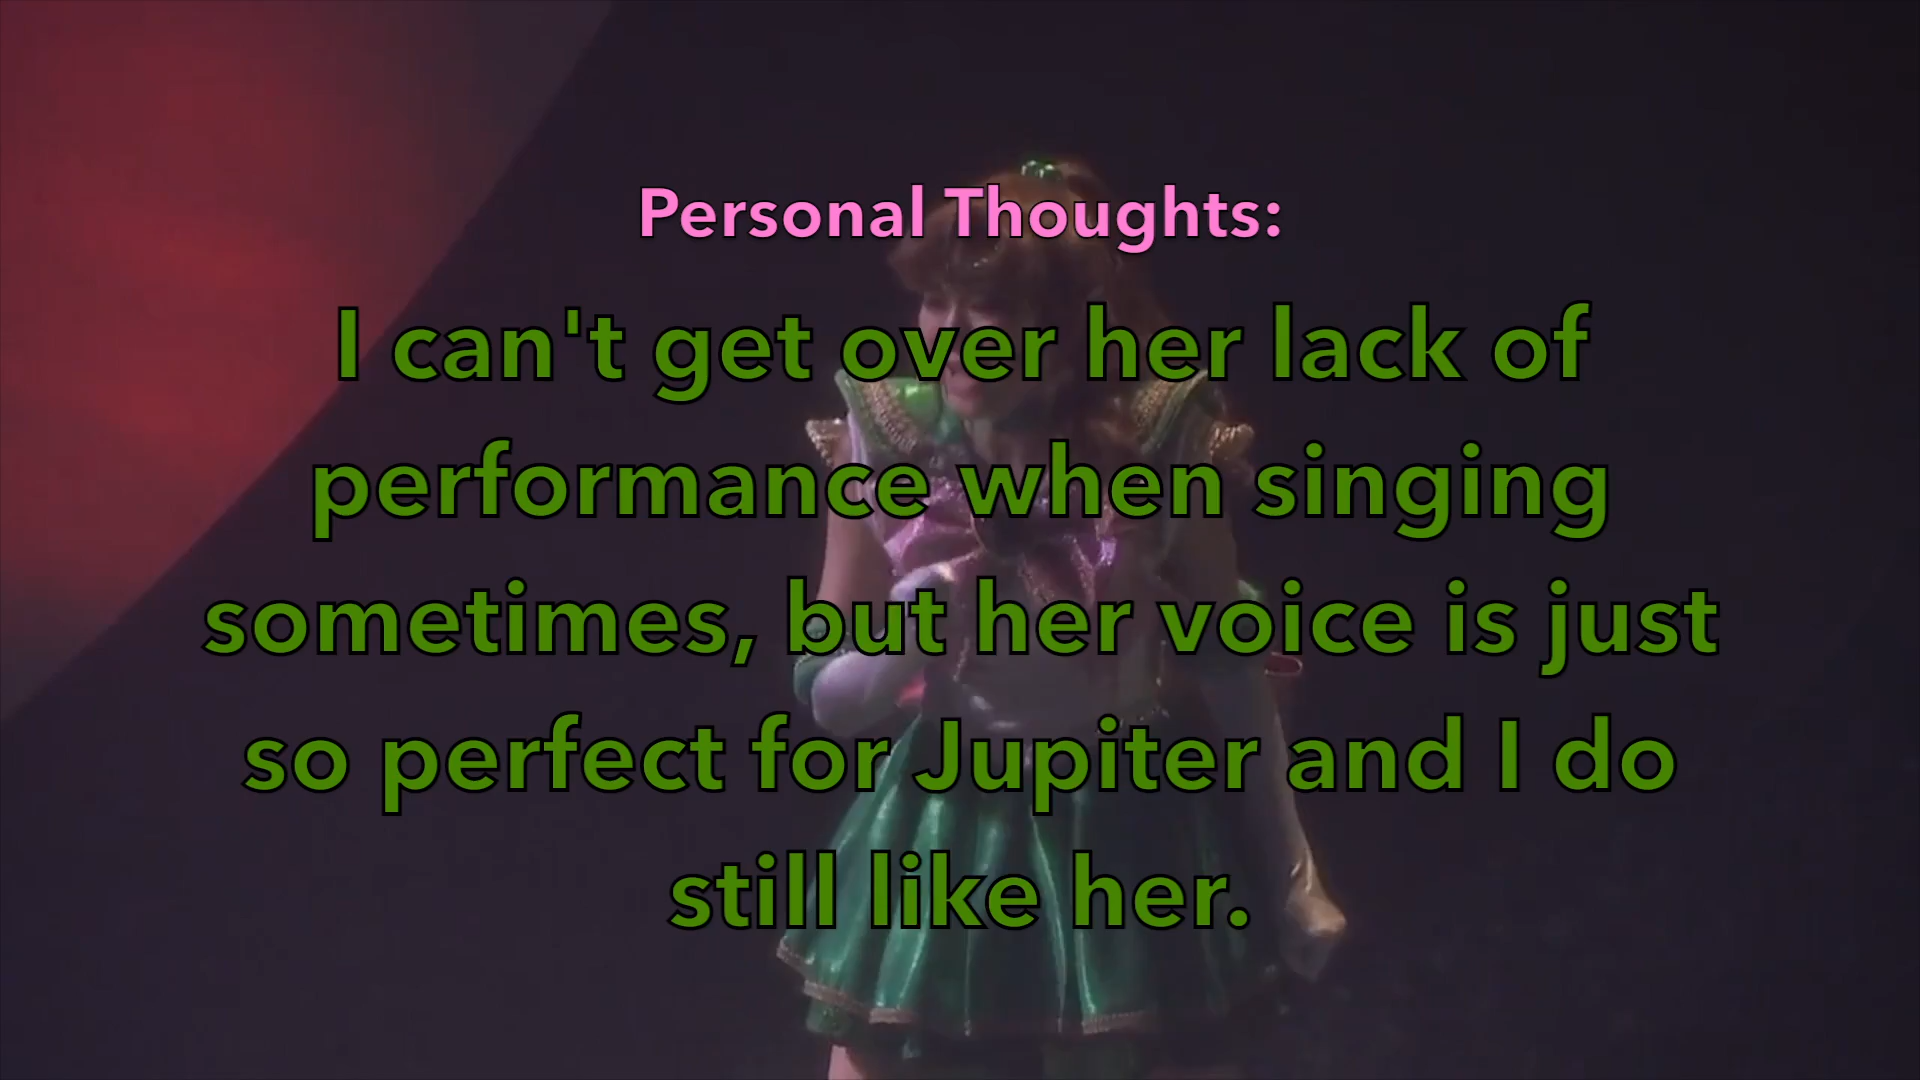 Personal Thoughts:
I can't get over her lack of
performance when singing
sometimes, but her voice is just
so perfect for Jupiter and I do
still like her.